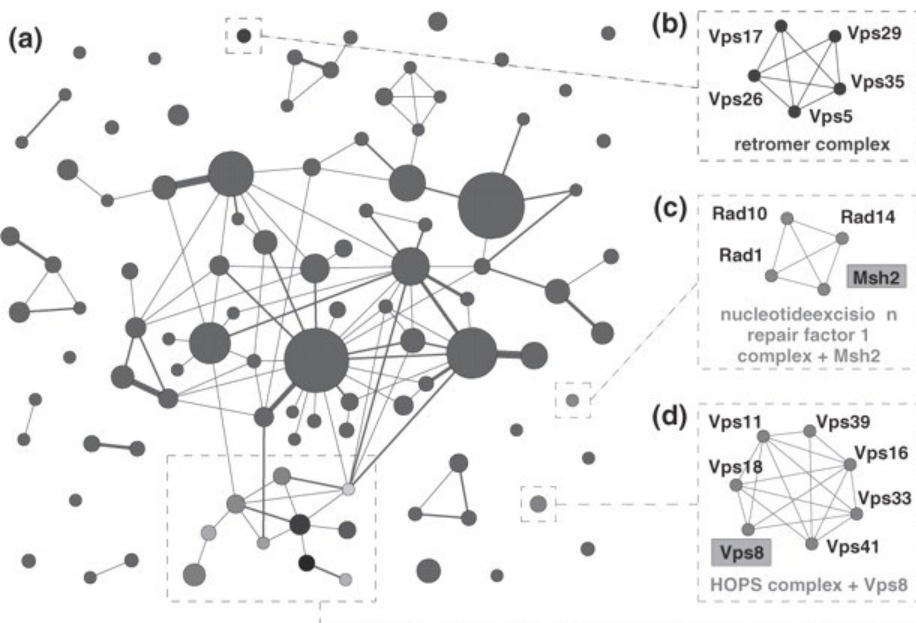 (a)
(b)
Vps17
Vps29
Vps35
Vps26
Vps5
retromer complex
(c)
Rad10
Rad14
Rad1
Msh2
nucleotideexcisio n
repair factor 1
complex + Msh2
(d)
Vps11
Vps39
Vps16
Vps18
Vps33
Vps8
Vps41
HOPS complex + Vps8